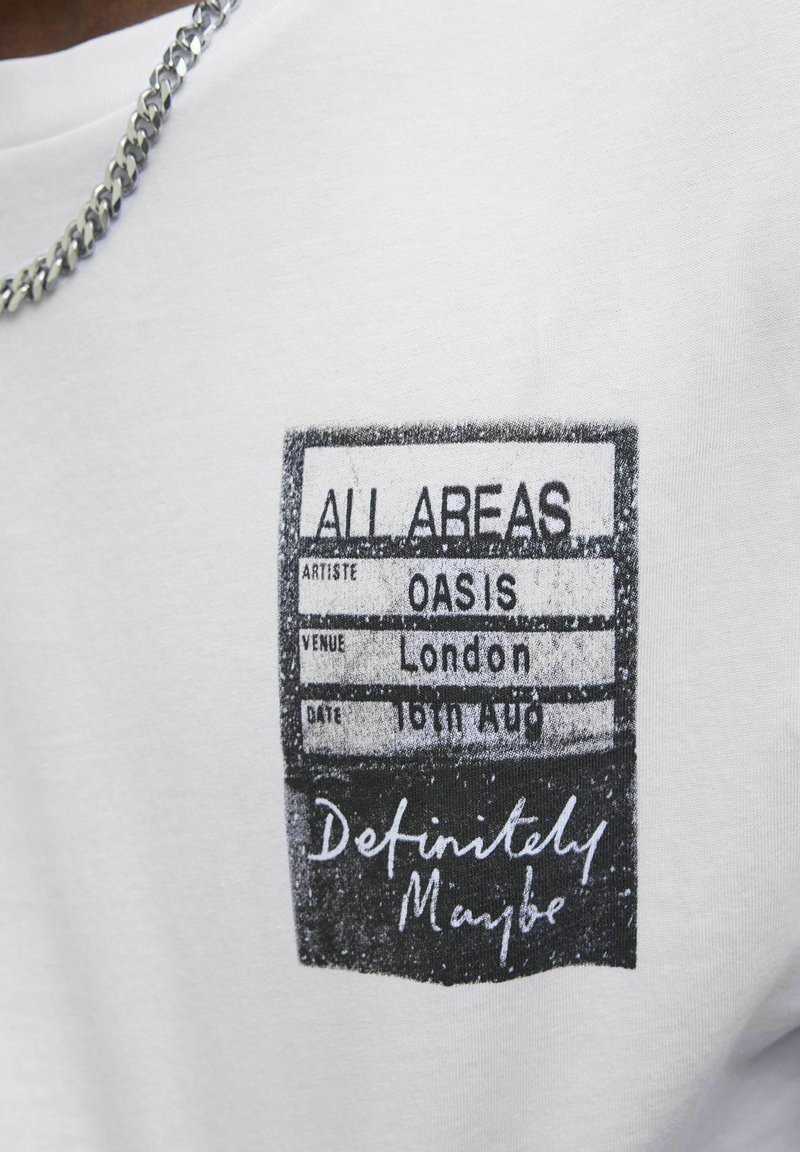 ALL AREAS
ARTISTE OASIS
VENUE London
DATE 16th Aug
Definitely
Maybe